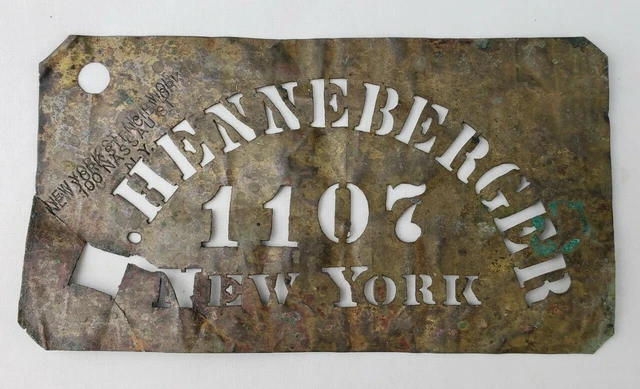 NEW YORK STENCIL WORKS
100 NASSAU ST
N.Y.
HENNEBERGER
1107
NEW YORK